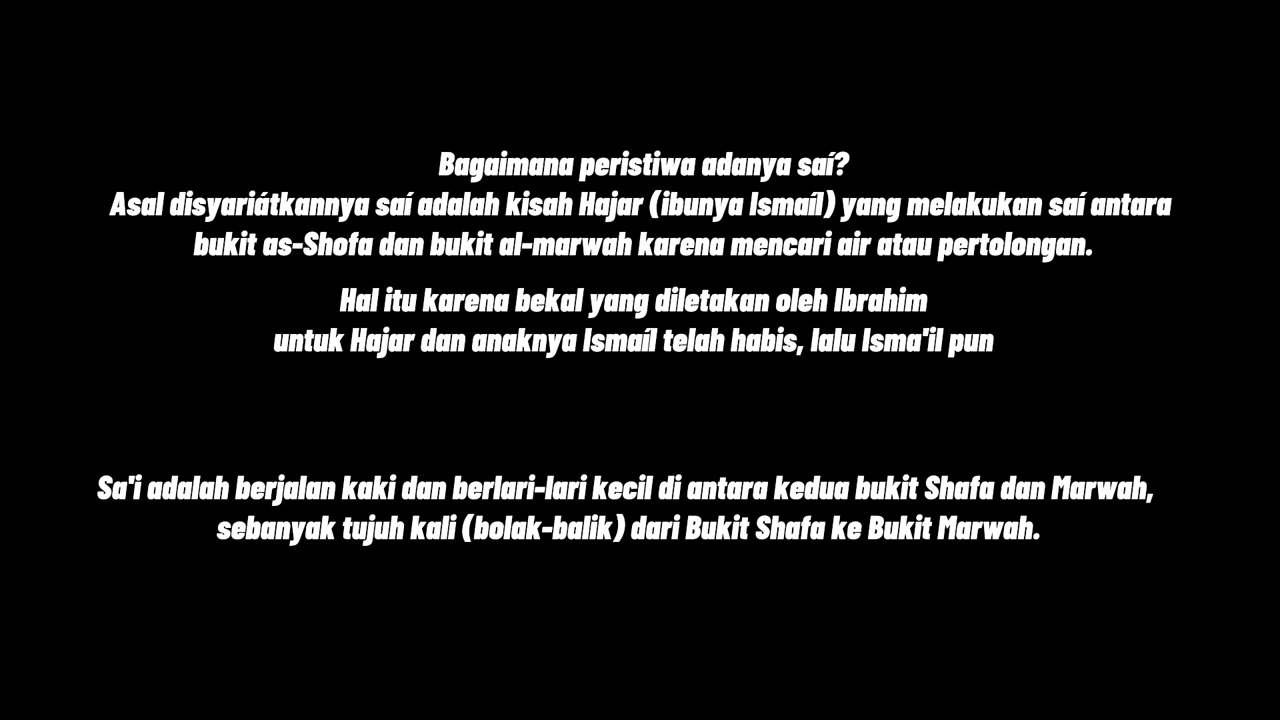 Bagaimana peristiwa adanya saí?
Asal disyariátkannya saí adalah kisah Hajar (ibunya Ismaíl) yang melakukan saí antara
bukit as-Shofa dan bukit al-marwah karena mencari air atau pertolongan.
Hal itu karena bekal yang diletakan oleh Ibrahim
untuk Hajar dan anaknya Ismaíl telah habis, lalu Isma'il pun
Sa'i adalah berjalan kaki dan berlari-lari kecil di antara kedua bukit Shafa dan Marwah,
sebanyak tujuh kali (bolak-balik) dari Bukit Shafa ke Bukit Marwah.